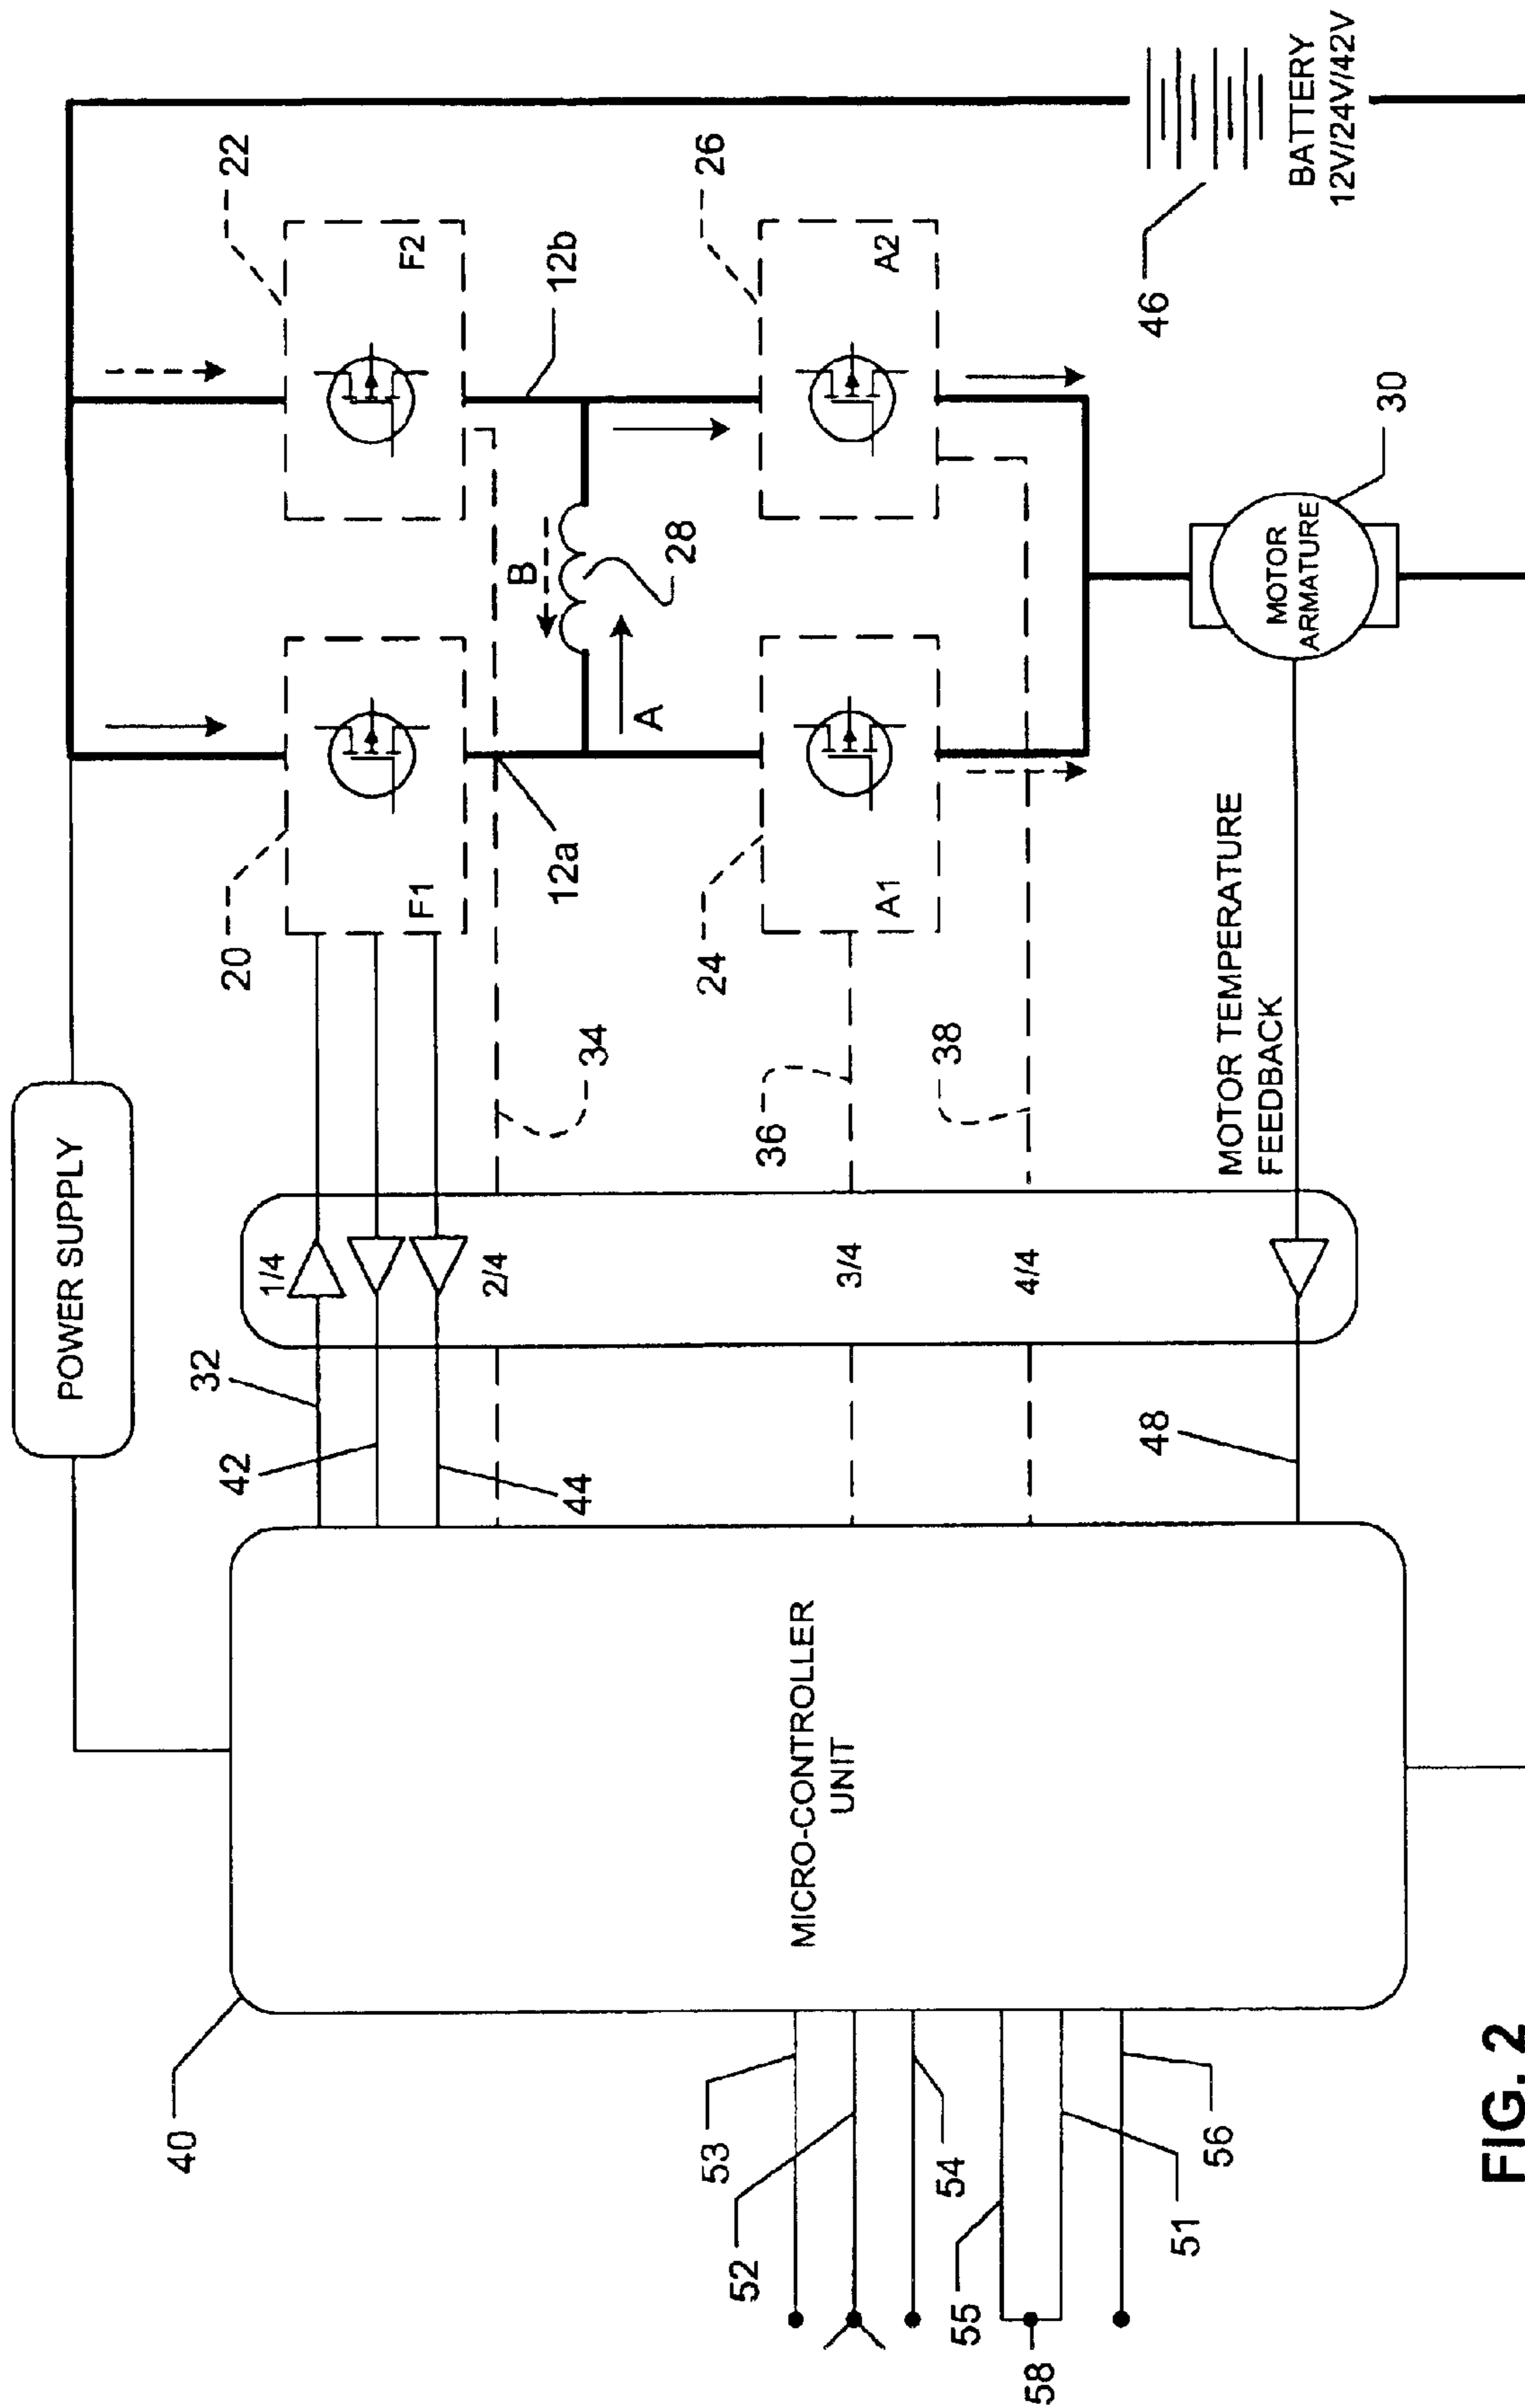 POWER SUPPLY
22
26
F2
12b
A2
46
BATTERY
12V/24V/42V
B
28
A
30
MOTOR
ARMATURE
20
F1
12a
24
A1
34
36
38
MOTOR TEMPERATURE
FEEDBACK
1/4
2/4
3/4
4/4
32
42
44
48
MICRO-CONTROLLER
UNIT
40
53
52
54
55
58
51
56
FIG. 2